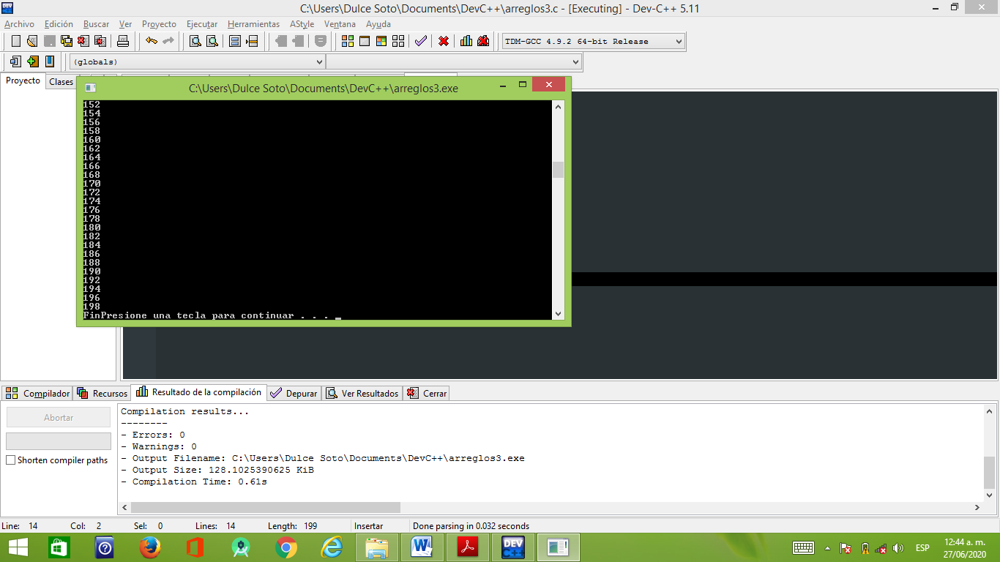 C:\Users\Dulce Soto\Documents\DevC++\arreglos3.c - [Executing] - Dev-C++ 5.11
Archivo Edición Buscar Ver Proyecto Ejecutar Herramientas AStyle Ventana Ayuda
TDM-GCC 4.9.2 64-bit Release
(globals)
Proyecto Clases
C:\Users\Dulce Soto\Documents\DevC++\arreglos3.exe
152
154
156
158
160
162
164
166
168
170
172
174
176
178
180
182
184
186
188
190
192
194
196
198
FinPresione una tecla para continuar . . .
Compilador Recursos Resultado de la compilación Depurar Ver Resultados Cerrar
Abortar
Shorten compiler paths
Compilation results...
--------
- Errors: 0
- Warnings: 0
- Output Filename: C:\Users\Dulce Soto\Documents\DevC++\arreglos3.exe
- Output Size: 128.1025390625 KiB
- Compilation Time: 0.61s
Line: 14 Col: 2 Sel: 0 Lines: 14 Length: 199 Insertar Done parsing in 0.032 seconds
DEV C++
ESP
12:44 a. m.
27/06/2020